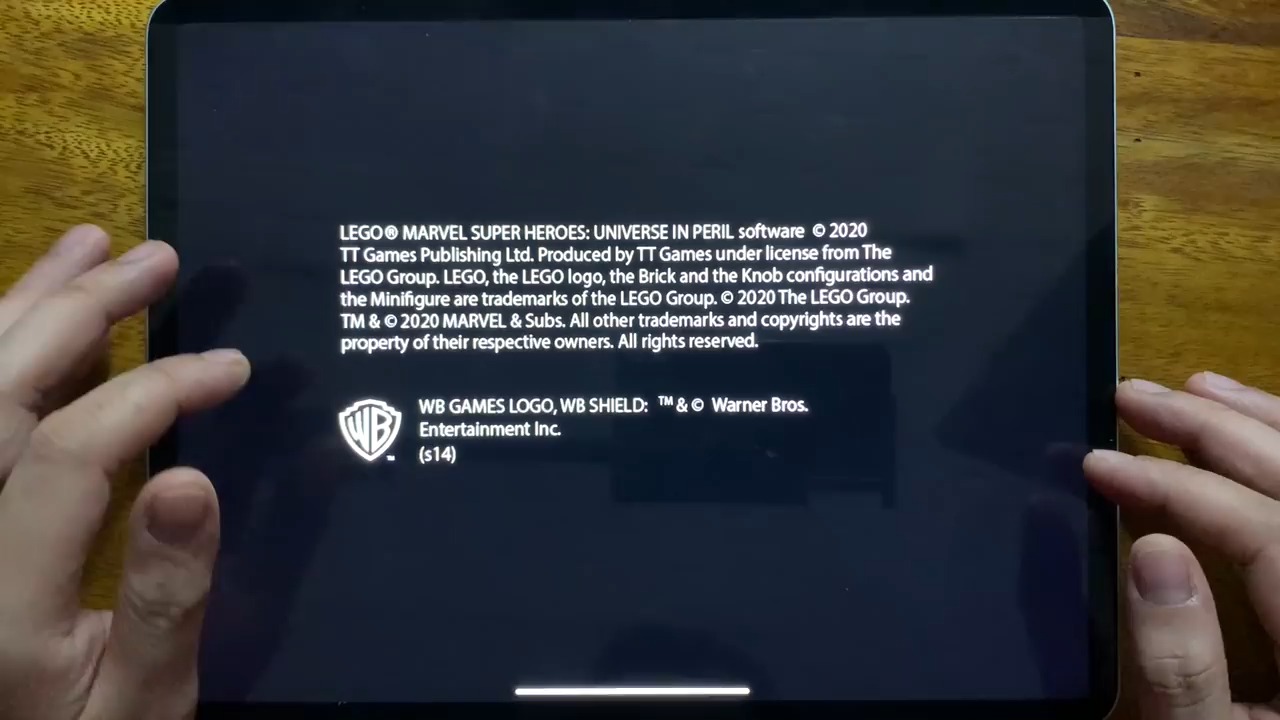 LEGO® MARVEL SUPER HEROES: UNIVERSE IN PERIL software © 2020
TT Games Publishing Ltd. Produced by TT Games under license from The
LEGO Group. LEGO, the LEGO logo, the Brick and the Knob configurations and
the Minifigure are trademarks of the LEGO Group. © 2020 The LEGO Group.
TM & © 2020 MARVEL & Subs. All other trademarks and copyrights are the
property of their respective owners. All rights reserved.
WB GAMES LOGO, WB SHIELD: ™ & © Warner Bros.
Entertainment Inc.
(s14)
WB ™